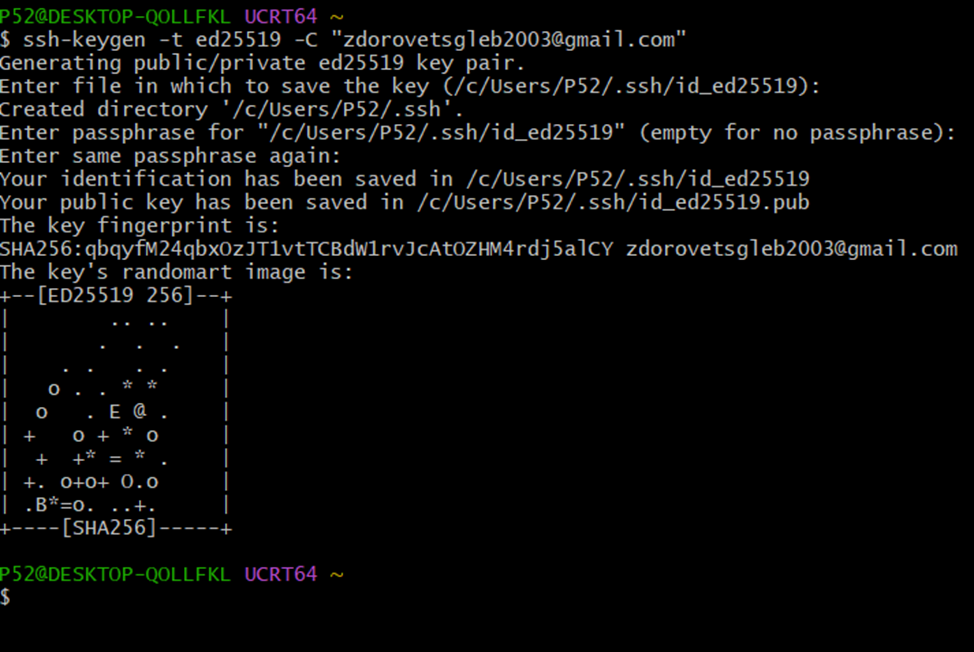 P52@DESKTOP-QOLLFKL UCRT64 ~
$ ssh-keygen -t ed25519 -C "zdorovetsgleb2003@gmail.com"
Generating public/private ed25519 key pair.
Enter file in which to save the key (/c/Users/P52/.ssh/id_ed25519):
Created directory '/c/Users/P52/.ssh'.
Enter passphrase for "/c/Users/P52/.ssh/id_ed25519" (empty for no passphrase):
Enter same passphrase again:
Your identification has been saved in /c/Users/P52/.ssh/id_ed25519
Your public key has been saved in /c/Users/P52/.ssh/id_ed25519.pub
The key fingerprint is:
SHA256:qbqyfM24qbxOzJT1vtTCBdW1rvJcAtOZHM4rdj5alCY zdorovetsgleb2003@gmail.com
The key's randomart image is:
+--[ED25519 256]--+
|        .. ..    |
|       .  .  .   |
|    . .   . .    |
|   o . . * *     |
|  o   . E @ .    |
| +   o + * o     |
|  +  +* = * .    |
| +. o+o+ O.o     |
| .B*=o. ..+.     |
+----[SHA256]-----+
P52@DESKTOP-QOLLFKL UCRT64 ~
$